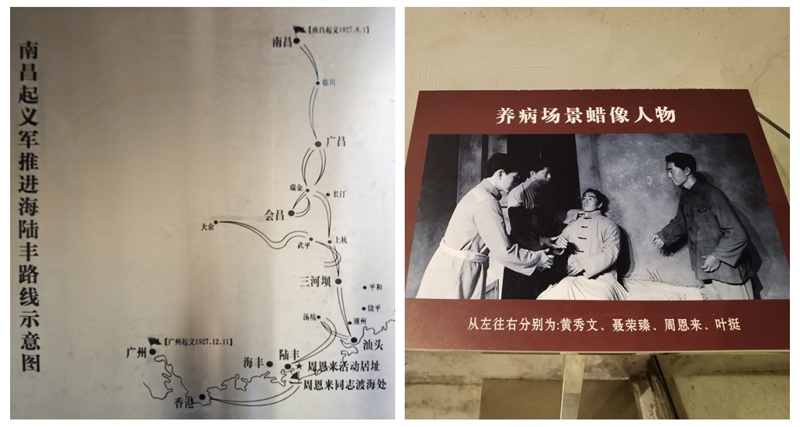 南昌起义军推进海陆丰路线示意图
【南昌起义1927.8.1】
南昌
临川
广昌
瑞金
长汀
会昌
大余
武平
上杭
三河坝
平和
饶平
汤坑
潮州
汕头
【广州起义1927.12.11】
广州
海丰
陆丰
周恩来活动居址
周恩来同志渡海处
香港
养病场景蜡像人物
从左往右分别为:黄秀文、聂荣臻、周恩来、叶挺